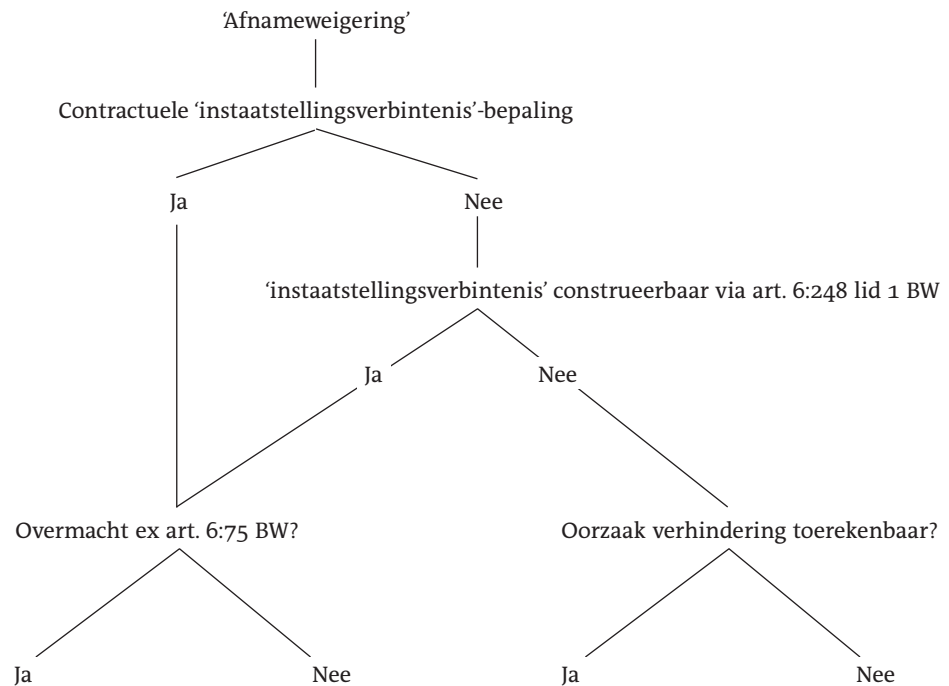 ‘Afnameweigering’
Contractuele ‘instaatstellingsverbintenis’-bepaling
Ja
Nee
‘instaatstellingsverbintenis’ construeerbaar via art. 6:248 lid 1 BW
Ja
Nee
Overmacht ex art. 6:75 BW?
Oorzaak verhindering toerekenbaar?
Ja
Nee
Ja
Nee